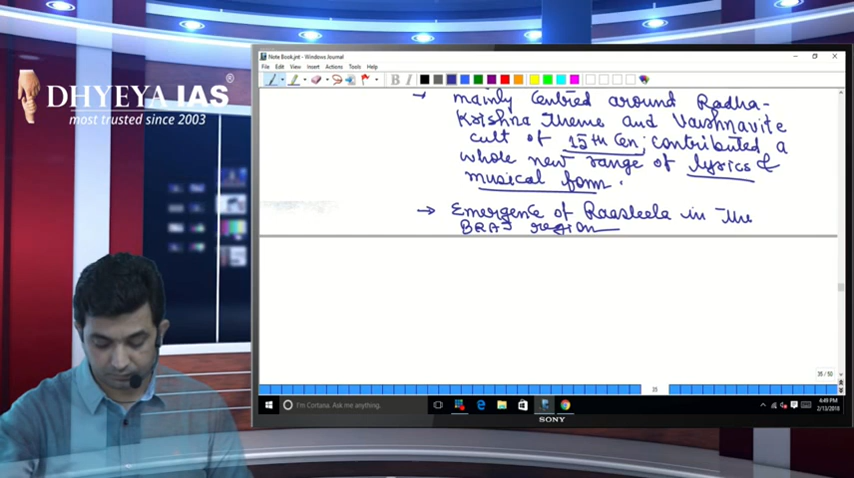 DHYEYA IAS®
most trusted since 2003
Note Book.jnt - Windows Journal
File Edit View Insert Actions Tools Help
B I
→ mainly Centred around Radha-
Krishna theme and Vaishnavite
cult of 15th Cen; contributed a
whole new range of lyrics &
musical form.
→ Emergence of Raasleela in the
BRAJ region
35
35 / 50
I'm Cortana. Ask me anything.
4:49 PM
2/13/2018
SONY